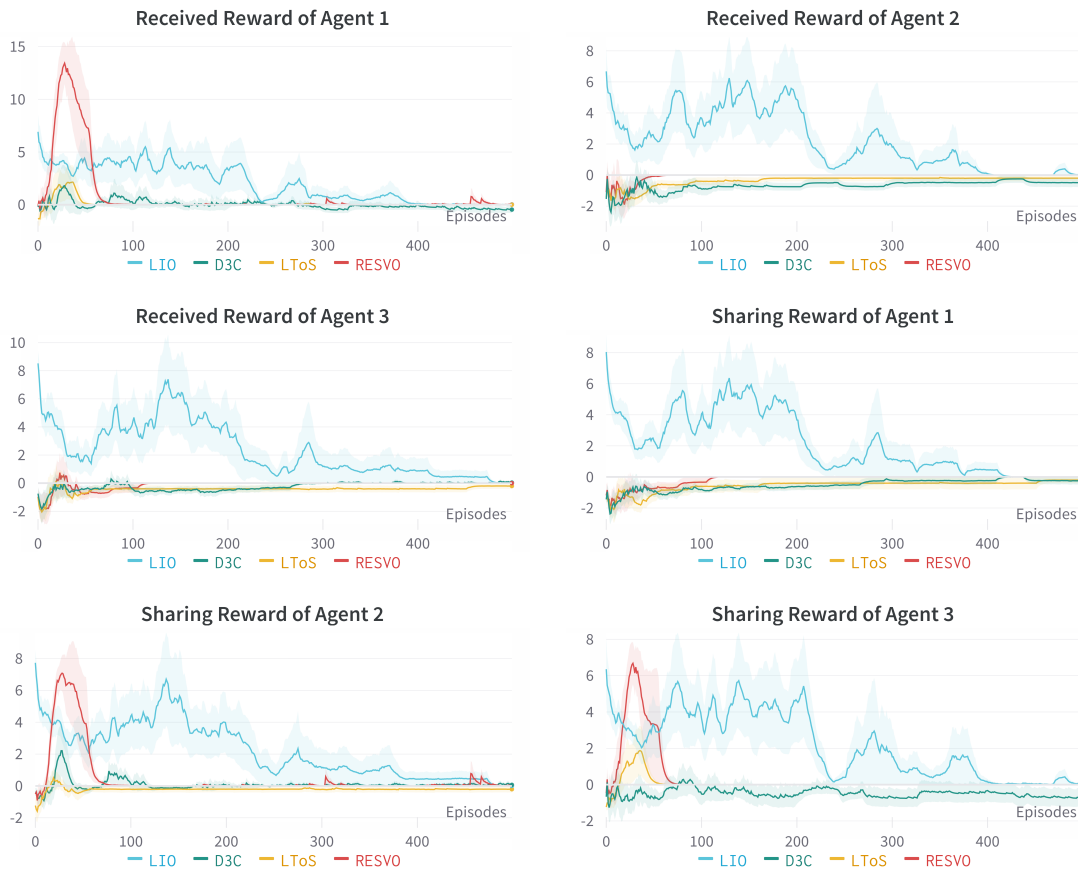 Received Reward of Agent 1
15
10
5
0
Episodes
0 100 200 300 400
LIO D3C LToS RESVO
Received Reward of Agent 2
8
6
4
2
0
-2
Episodes
0 100 200 300 400
LIO D3C LToS RESVO
Received Reward of Agent 3
10
8
6
4
2
0
-2
Episodes
0 100 200 300 400
LIO D3C LToS RESVO
Sharing Reward of Agent 1
8
6
4
2
0
-2
Episodes
0 100 200 300 400
LIO D3C LToS RESVO
Sharing Reward of Agent 2
8
6
4
2
0
-2
Episodes
0 100 200 300 400
LIO D3C LToS RESVO
Sharing Reward of Agent 3
8
6
4
2
0
-2
Episodes
0 100 200 300 400
LIO D3C LToS RESVO